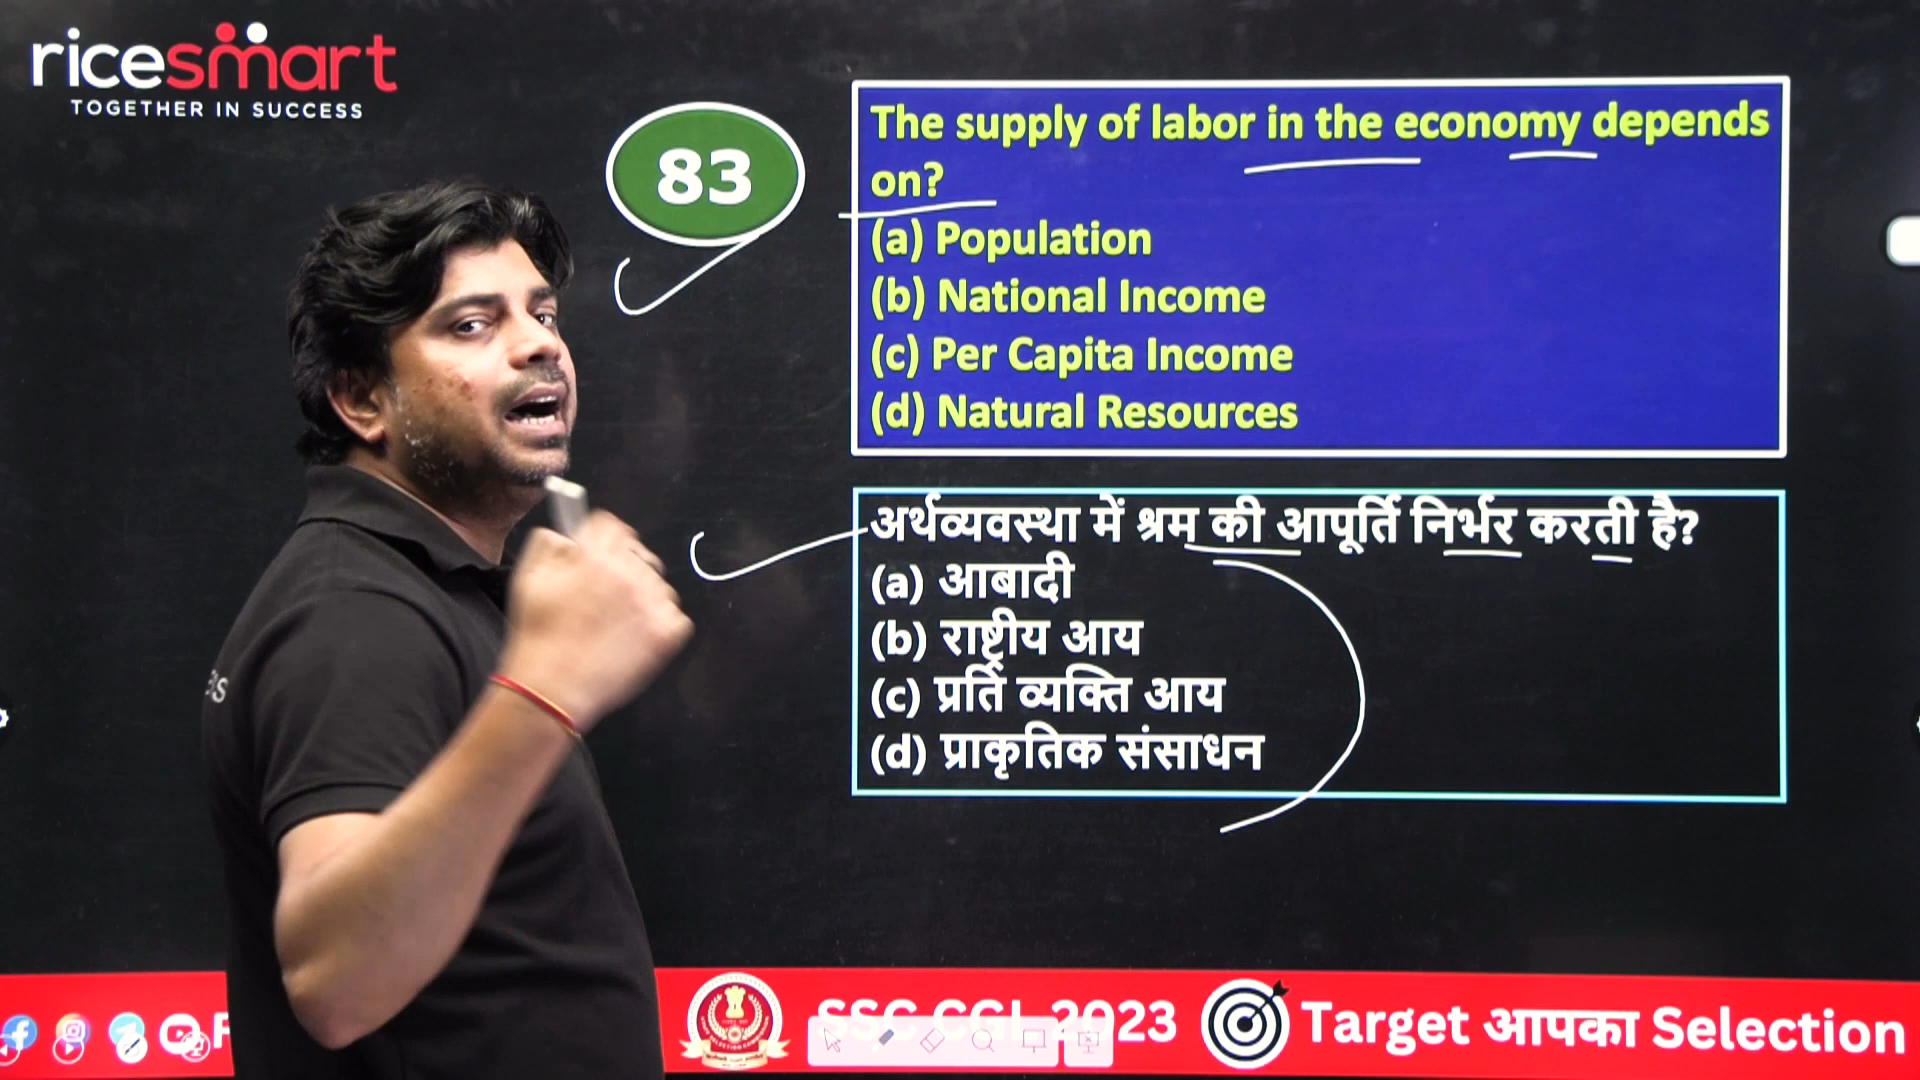 ricesmart
TOGETHER IN SUCCESS
83
The supply of labor in the economy depends
on?
(a) Population
(b) National Income
(c) Per Capita Income
(d) Natural Resources
अर्थव्यवस्था में श्रम की आपूर्ति निर्भर करती है?
(a) आबादी
(b) राष्ट्रीय आय
(c) प्रति व्यक्ति आय
(d) प्राकृतिक संसाधन
SSC CGL 2023
Target आपका Selection